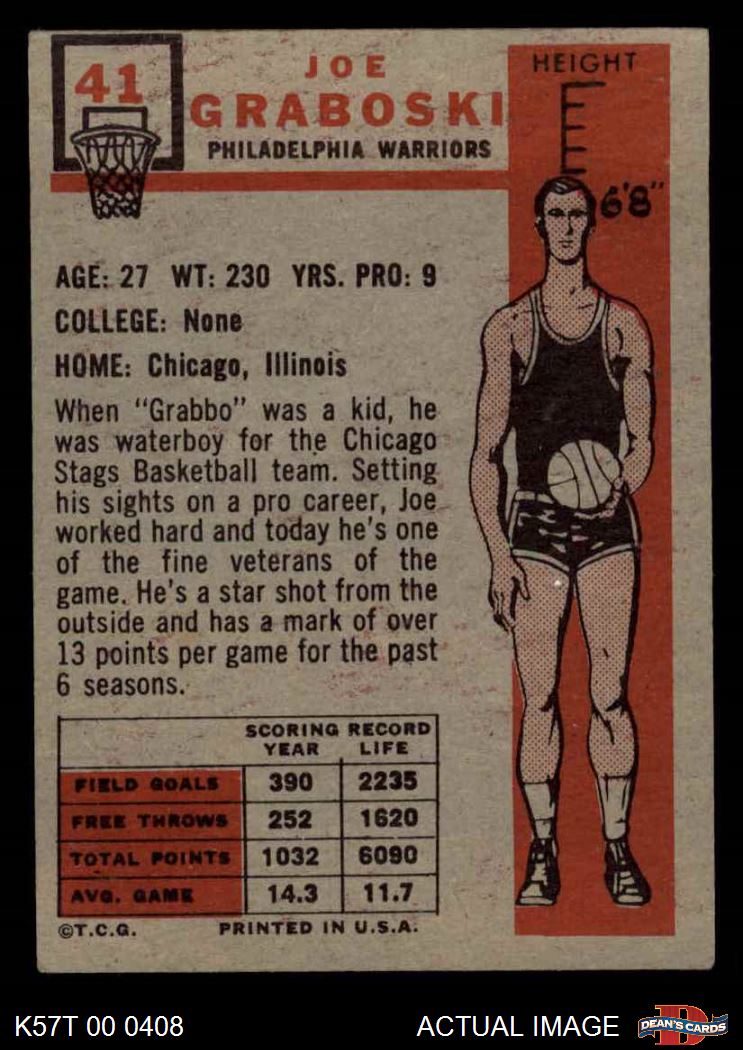 41
JOE
GRABOSKI
PHILADELPHIA WARRIORS
HEIGHT
6'8"
AGE: 27 WT: 230 YRS. PRO: 9
COLLEGE: None
HOME: Chicago, Illinois
When "Grabbo" was a kid, he
was waterboy for the Chicago
Stags Basketball team. Setting
his sights on a pro career, Joe
worked hard and today he's one
of the fine veterans of the
game. He's a star shot from the
outside and has a mark of over
13 points per game for the past
6 seasons.
SCORING RECORD
YEAR LIFE
FIELD GOALS 390 2235
FREE THROWS 252 1620
TOTAL POINTS 1032 6090
AVG. GAME 14.3 11.7
©T.C.G. PRINTED IN U.S.A.
K57T 00 0408 ACTUAL IMAGE DEAN'S CARDS